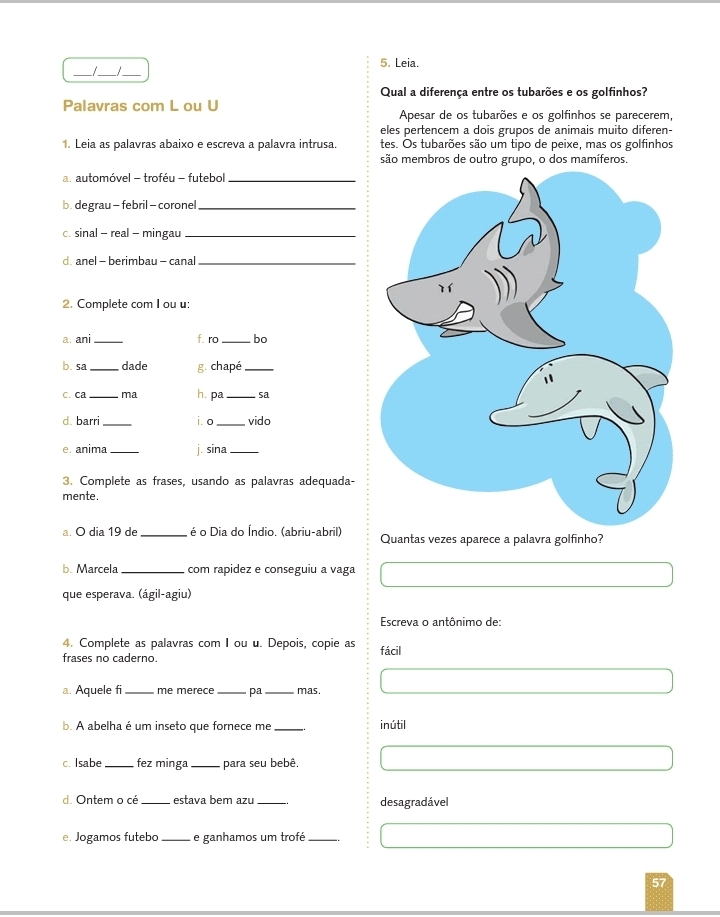 ___/___/___
Palavras com L ou U
1. Leia as palavras abaixo e escreva a palavra intrusa.
a. automóvel – troféu – futebol ____________
b. degrau – febril – coronel ____________
c. sinal – real – mingau ____________
d. anel – berimbau – canal ____________
2. Complete com l ou u:
a. ani ____
b. sa ____ dade
c. ca ____ ma
d. barri ____
e. anima ____
f. ro ____ bo
g. chapé ____
h. pa ____ sa
i. o ____ vido
j. sina ____
3. Complete as frases, usando as palavras adequada-
mente.
a. O dia 19 de ______ é o Dia do Índio. (abriu-abril)
b. Marcela ________ com rapidez e conseguiu a vaga
que esperava. (ágil-agiu)
4. Complete as palavras com l ou u. Depois, copie as
frases no caderno.
a. Aquele fi ____ me merece ____ pa ____ mas.
b. A abelha é um inseto que fornece me ____.
c. Isabe ____ fez minga ____ para seu bebê.
d. Ontem o cé ____ estava bem azu ____.
e. Jogamos futebo ____ e ganhamos um trofé ____.
5. Leia.
Qual a diferença entre os tubarões e os golfinhos?
Apesar de os tubarões e os golfinhos se parecerem,
eles pertencem a dois grupos de animais muito diferen-
tes. Os tubarões são um tipo de peixe, mas os golfinhos
são membros de outro grupo, o dos mamíferos.
Quantas vezes aparece a palavra golfinho?
Escreva o antônimo de:
fácil
inútil
desagradável
57